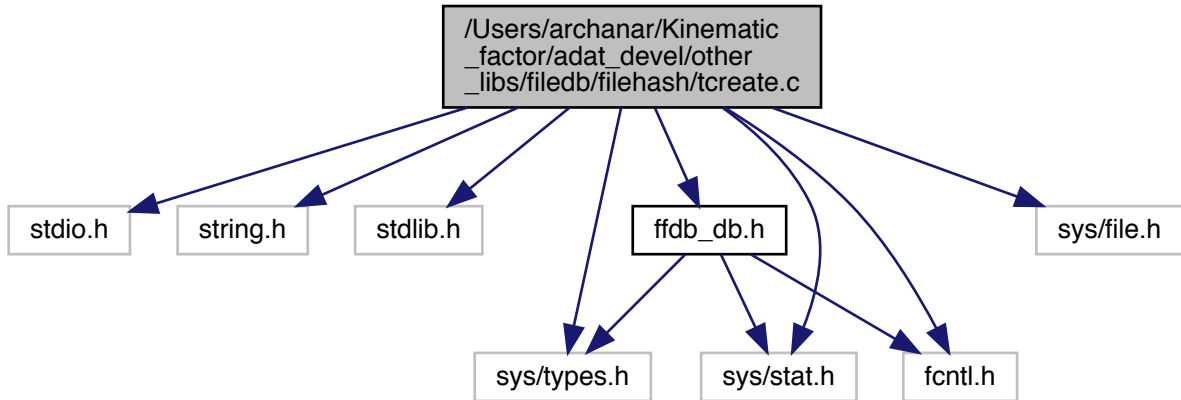 /Users/archanar/Kinematic
_factor/adat_devel/other
_libs/filedb/filehash/tcreate.c
stdio.h
string.h
stdlib.h
ffdb_db.h
sys/file.h
sys/types.h
sys/stat.h
fcntl.h